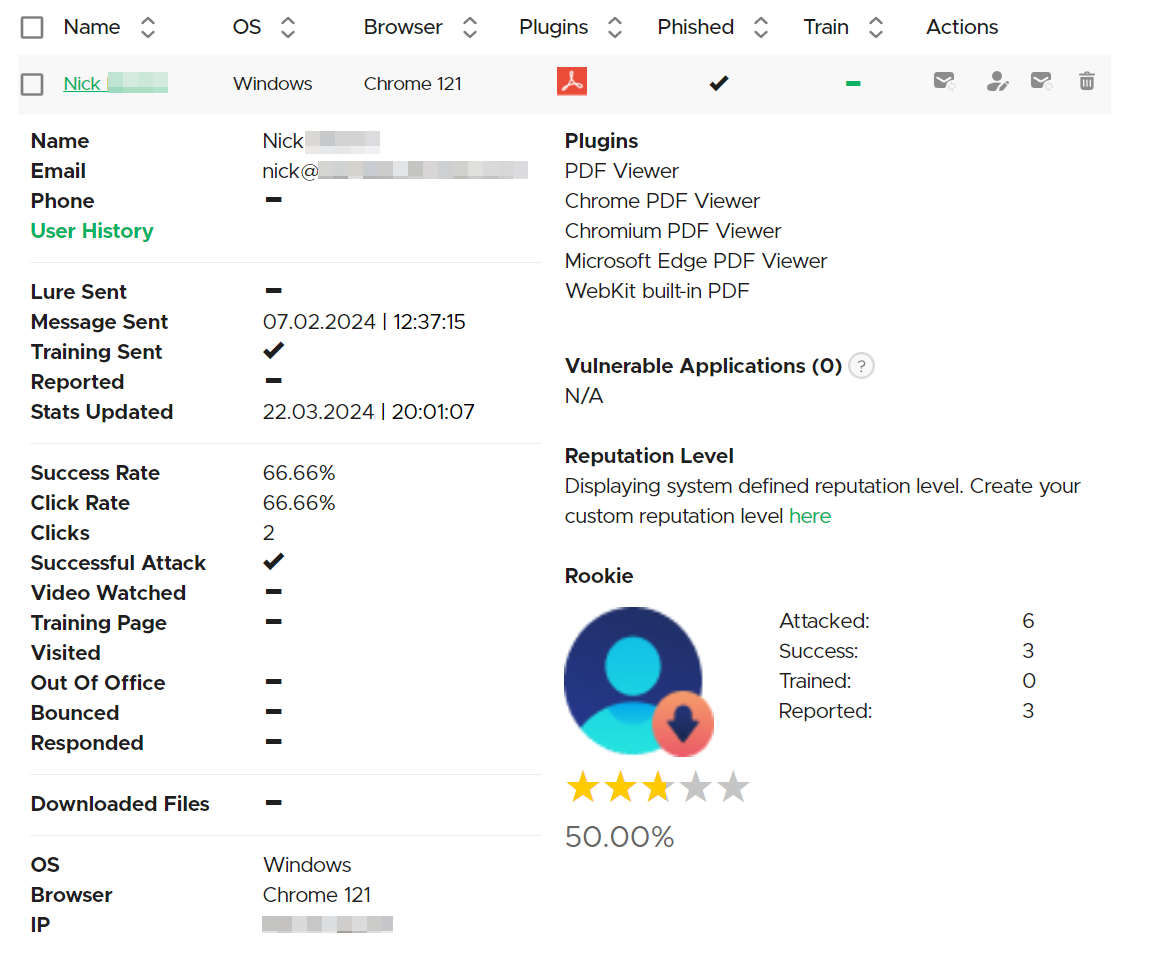 Name OS Browser Plugins Phished Train Actions
Nick Windows Chrome 121
Name Nick
Email nick@
Phone
User History
Lure Sent
Message Sent 07.02.2024 | 12:37:15
Training Sent
Reported
Stats Updated 22.03.2024 | 20:01:07
Success Rate 66.66%
Click Rate 66.66%
Clicks 2
Successful Attack
Video Watched
Training Page
Visited
Out Of Office
Bounced
Responded
Downloaded Files
OS Windows
Browser Chrome 121
IP
Plugins
PDF Viewer
Chrome PDF Viewer
Chromium PDF Viewer
Microsoft Edge PDF Viewer
WebKit built-in PDF
Vulnerable Applications (0) ?
N/A
Reputation Level
Displaying system defined reputation level. Create your
custom reputation level here
Rookie
Attacked: 6
Success: 3
Trained: 0
Reported: 3
50.00%